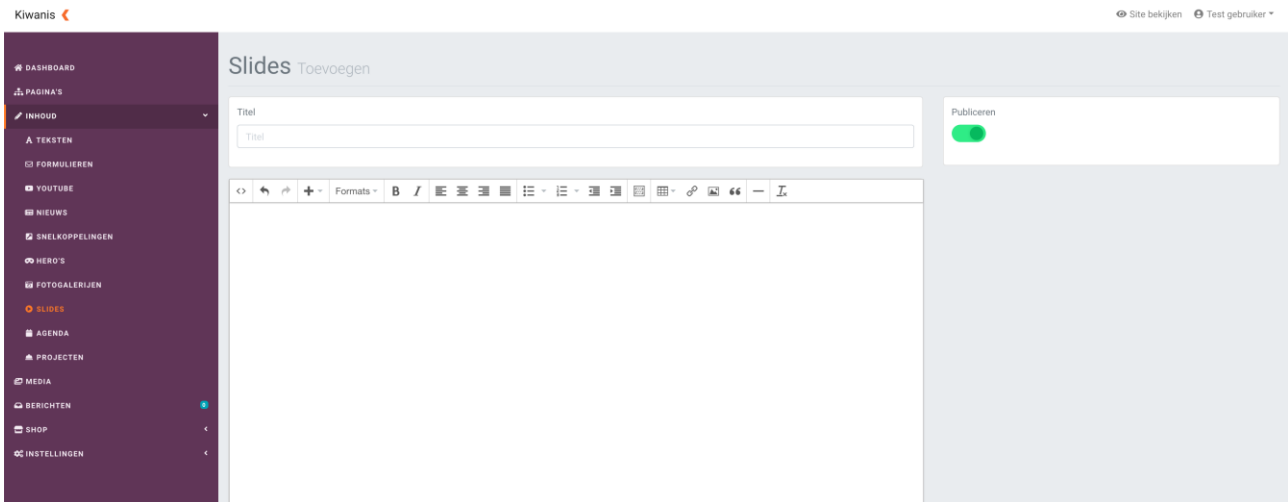 Kiwanis
Site bekijken Test gebruiker
DASHBOARD
PAGINA'S
INHOUD
TEKSTEN
FORMULIEREN
YOUTUBE
NIEUWS
SNELKOPPELINGEN
HERO'S
FOTOGALERIJEN
SLIDES
AGENDA
PROJECTEN
MEDIA
BERICHTEN 0
SHOP
INSTELLINGEN
Slides Toevoegen
Titel
Titel
Formats
Publiceren